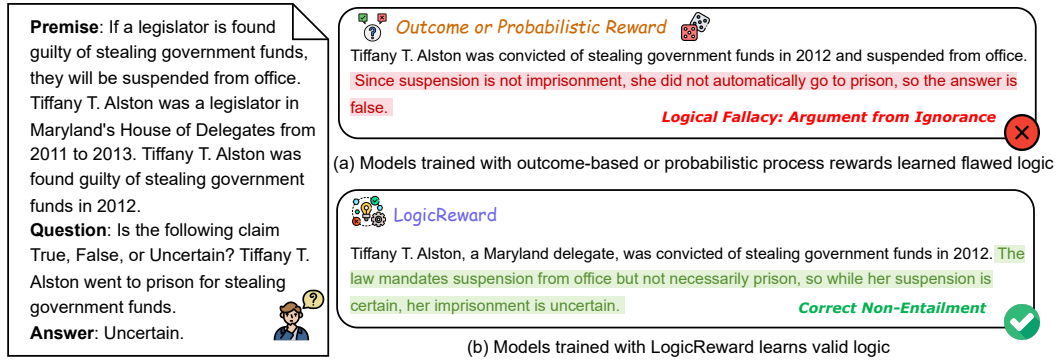 Premise: If a legislator is found
guilty of stealing government funds,
they will be suspended from office.
Tiffany T. Alston was a legislator in
Maryland's House of Delegates from
2011 to 2013. Tiffany T. Alston was
found guilty of stealing government
funds in 2012.
Question: Is the following claim
True, False, or Uncertain? Tiffany T.
Alston went to prison for stealing
government funds.
Answer: Uncertain.
Outcome or Probabilistic Reward
Tiffany T. Alston was convicted of stealing government funds in 2012 and suspended from office.
Since suspension is not imprisonment, she did not automatically go to prison, so the answer is
false.
Logical Fallacy: Argument from Ignorance
(a) Models trained with outcome-based or probabilistic process rewards learned flawed logic
LogicReward
Tiffany T. Alston, a Maryland delegate, was convicted of stealing government funds in 2012. The
law mandates suspension from office but not necessarily prison, so while her suspension is
certain, her imprisonment is uncertain.
Correct Non-Entailment
(b) Models trained with LogicReward learns valid logic